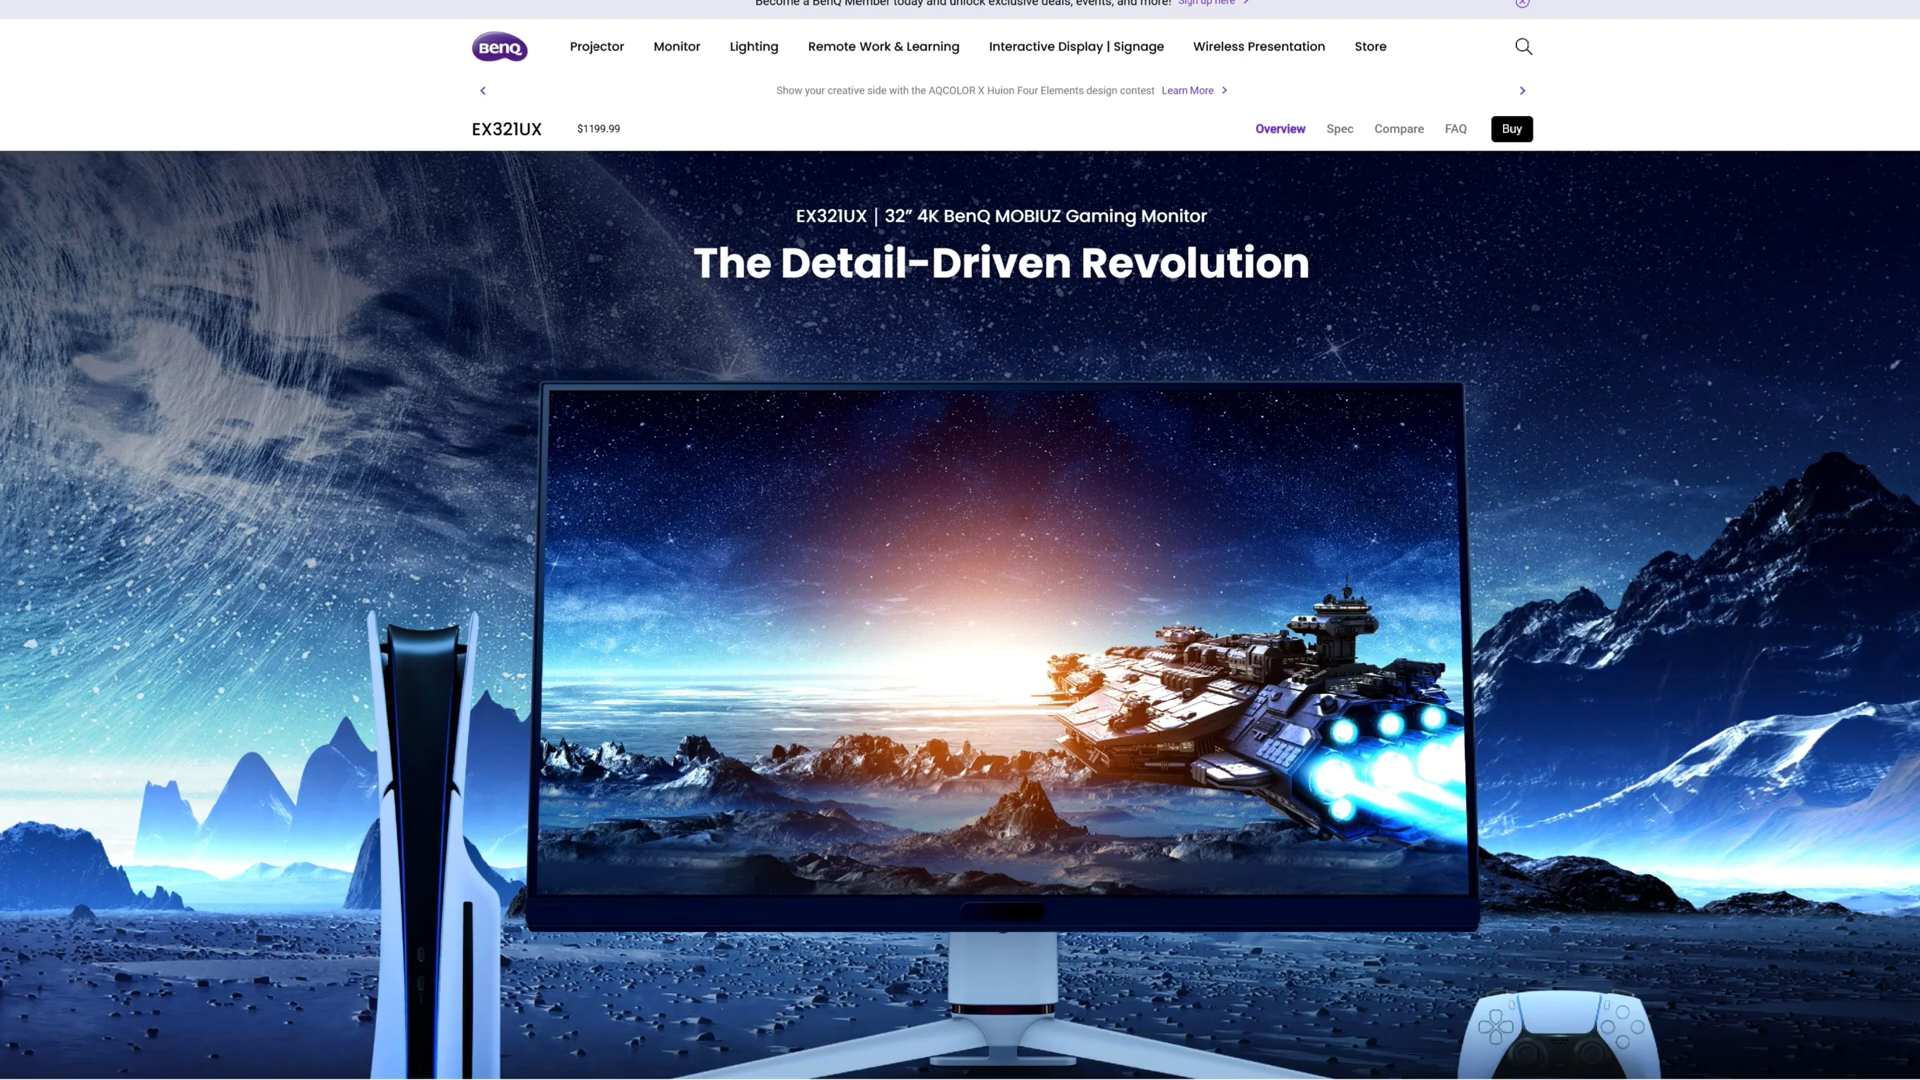 Become a BenQ Member today and unlock exclusive deals, events, and more! Sign up here
BenQ Projector Monitor Lighting Remote Work & Learning Interactive Display | Signage Wireless Presentation Store
Show your creative side with the AQCOLOR X Huion Four Elements design contest Learn More
EX321UX $1199.99 Overview Spec Compare FAQ Buy
EX321UX | 32” 4K BenQ MOBIUZ Gaming Monitor
The Detail-Driven Revolution